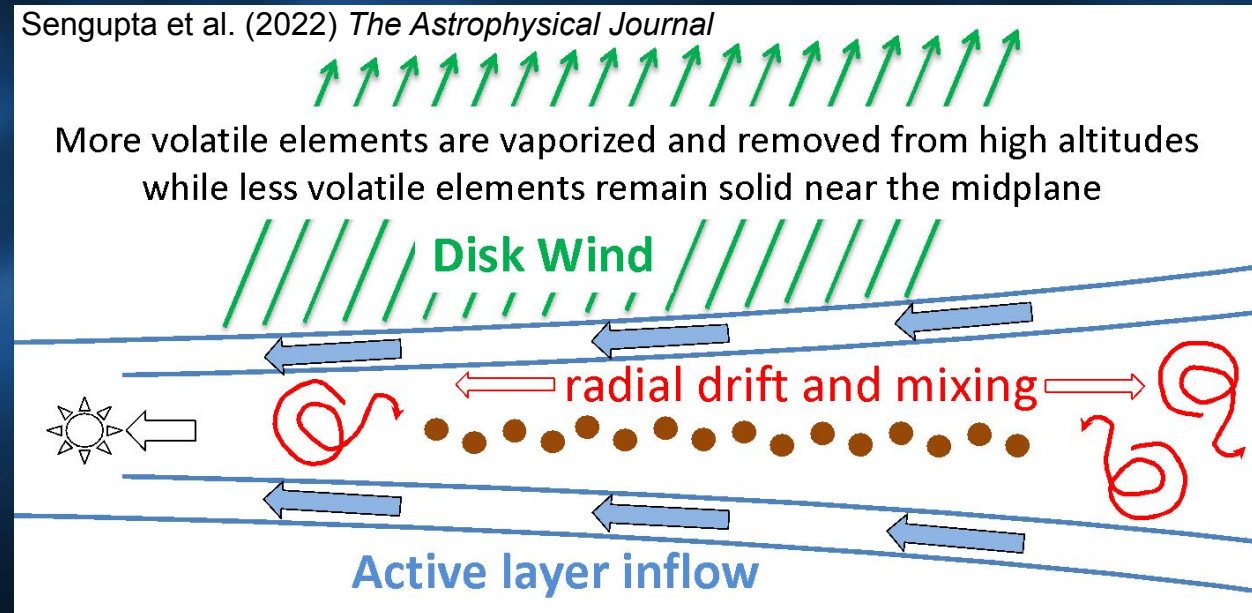 Sengupta et al. (2022) The Astrophysical Journal
More volatile elements are vaporized and removed from high altitudes
while less volatile elements remain solid near the midplane
Disk Wind
radial drift and mixing
Active layer inflow